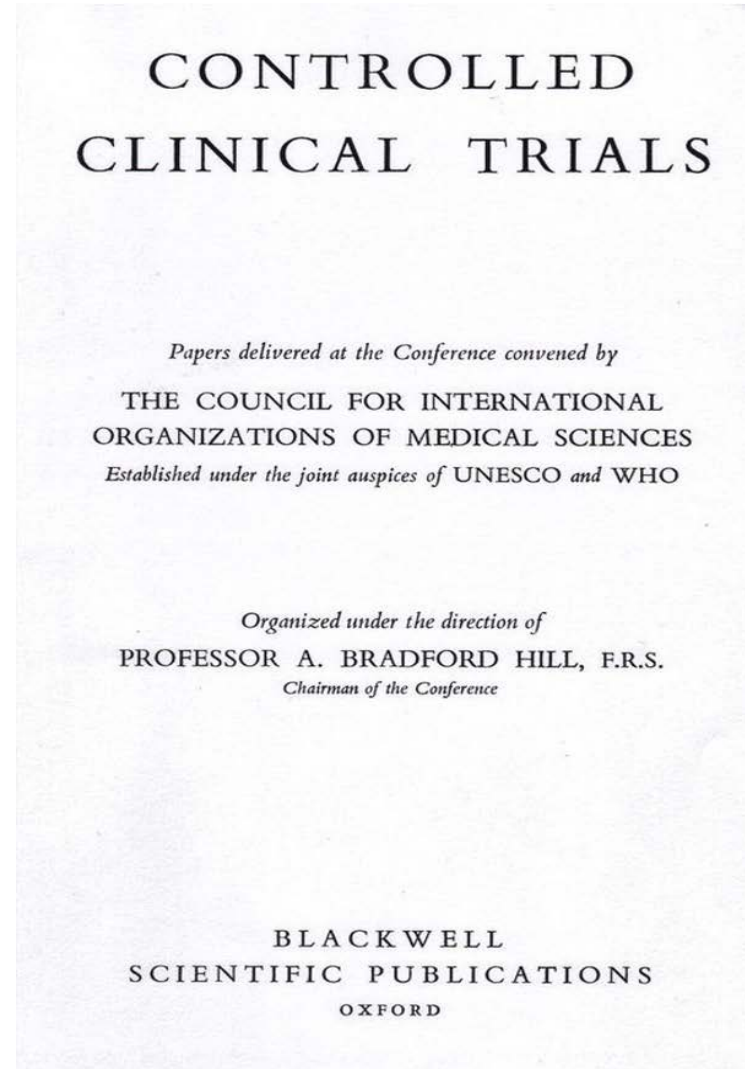 CONTROLLED
CLINICAL TRIALS
Papers delivered at the Conference convened by
THE COUNCIL FOR INTERNATIONAL
ORGANIZATIONS OF MEDICAL SCIENCES
Established under the joint auspices of UNESCO and WHO
Organized under the direction of
PROFESSOR A. BRADFORD HILL, F.R.S.
Chairman of the Conference
BLACKWELL
SCIENTIFIC PUBLICATIONS
OXFORD